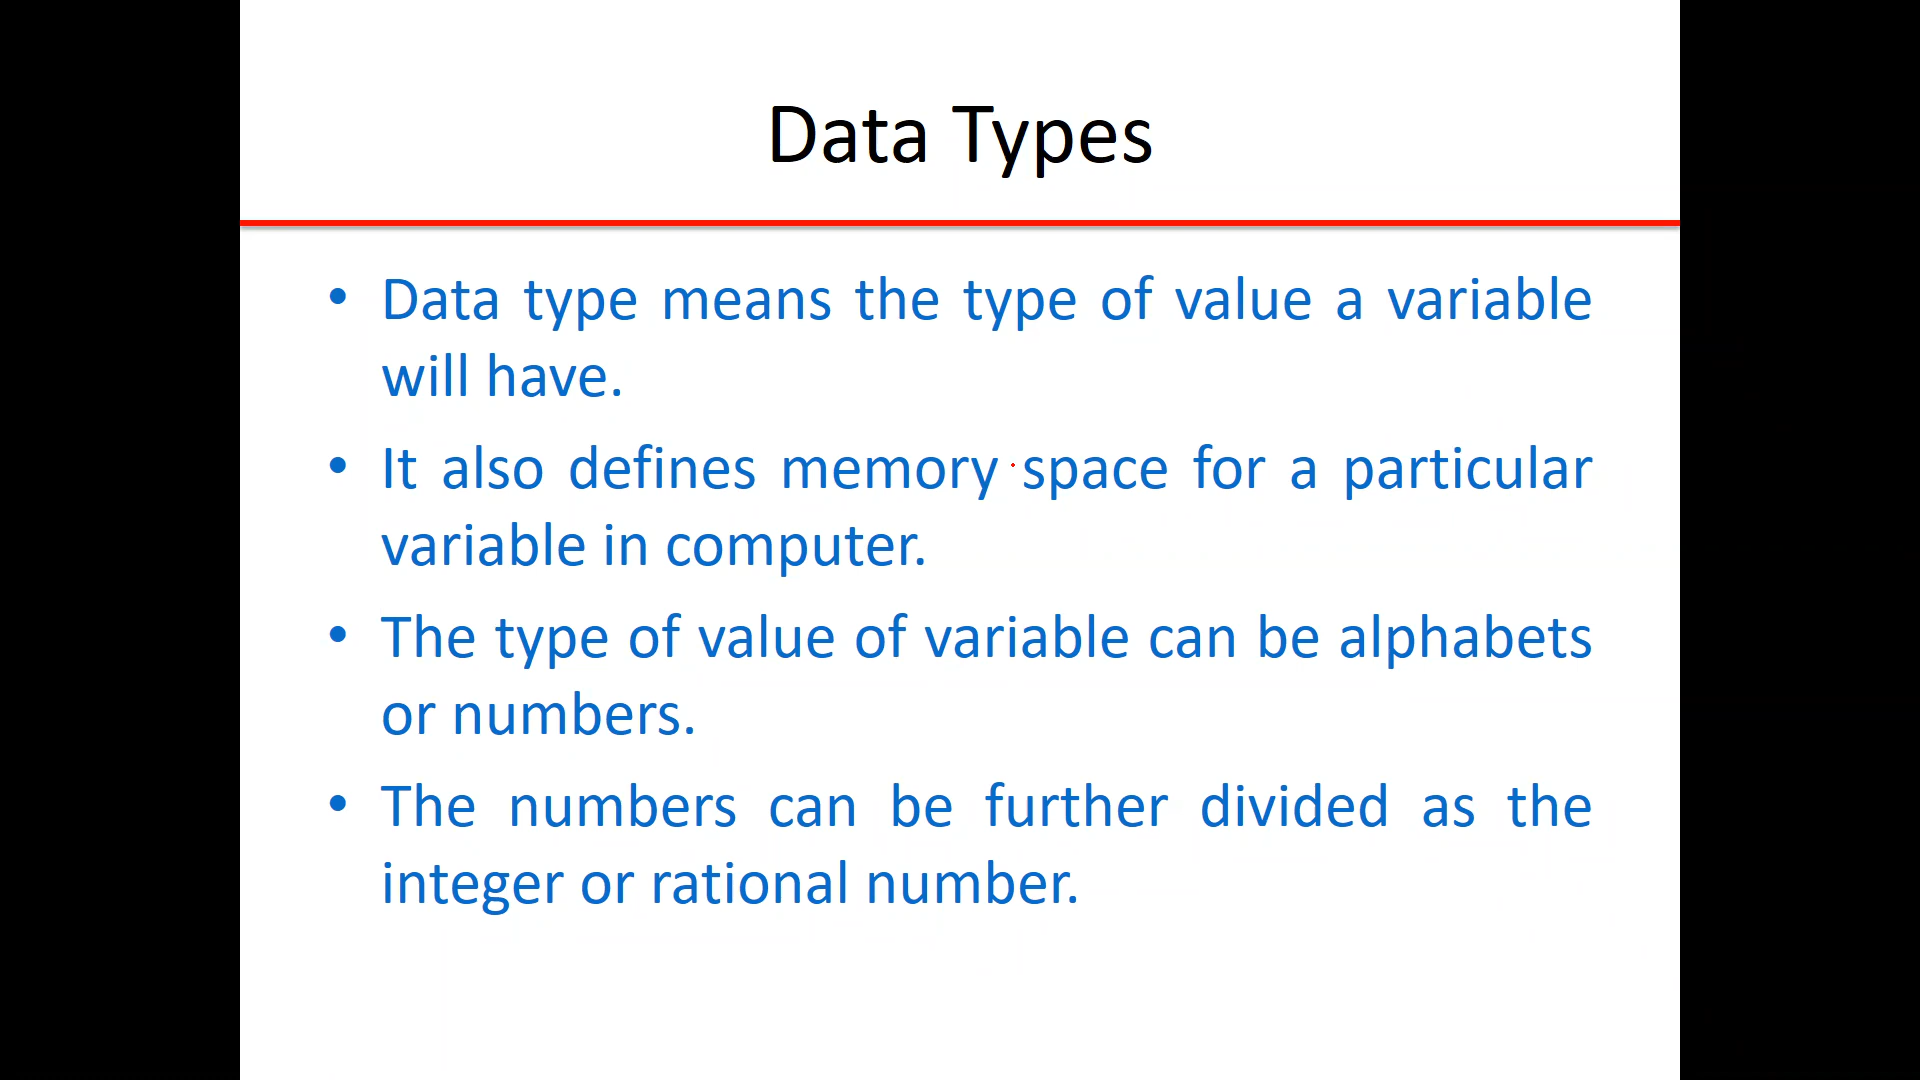 Data Types
• Data type means the type of value a variable
will have.
• It also defines memory space for a particular
variable in computer.
• The type of value of variable can be alphabets
or numbers.
• The numbers can be further divided as the
integer or rational number.